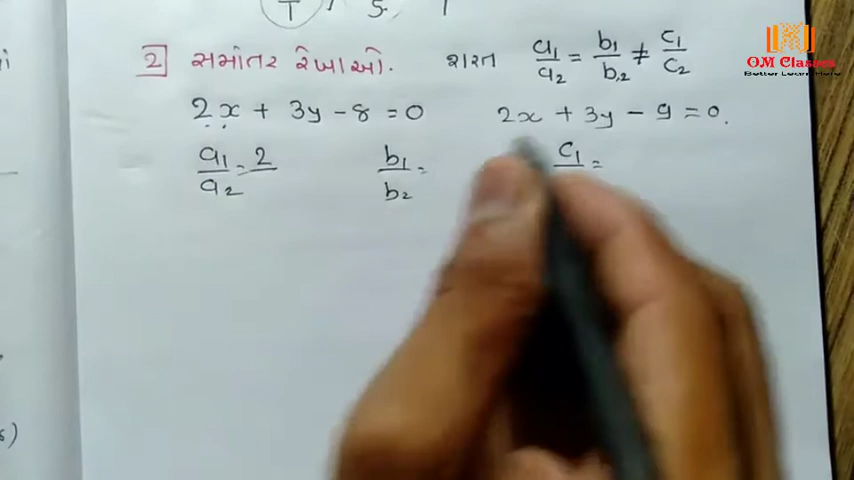 T
2 સમાંતર રેખાઓ. શરત a₁/a₂ = b₁/b₂ ≠ c₁/c₂
OM Classes
Better Learn More
2x + 3y - 8 = 0 2x + 3y - 9 = 0.
a₁/a₂ = 2 b₁/b₂ = c₁ =